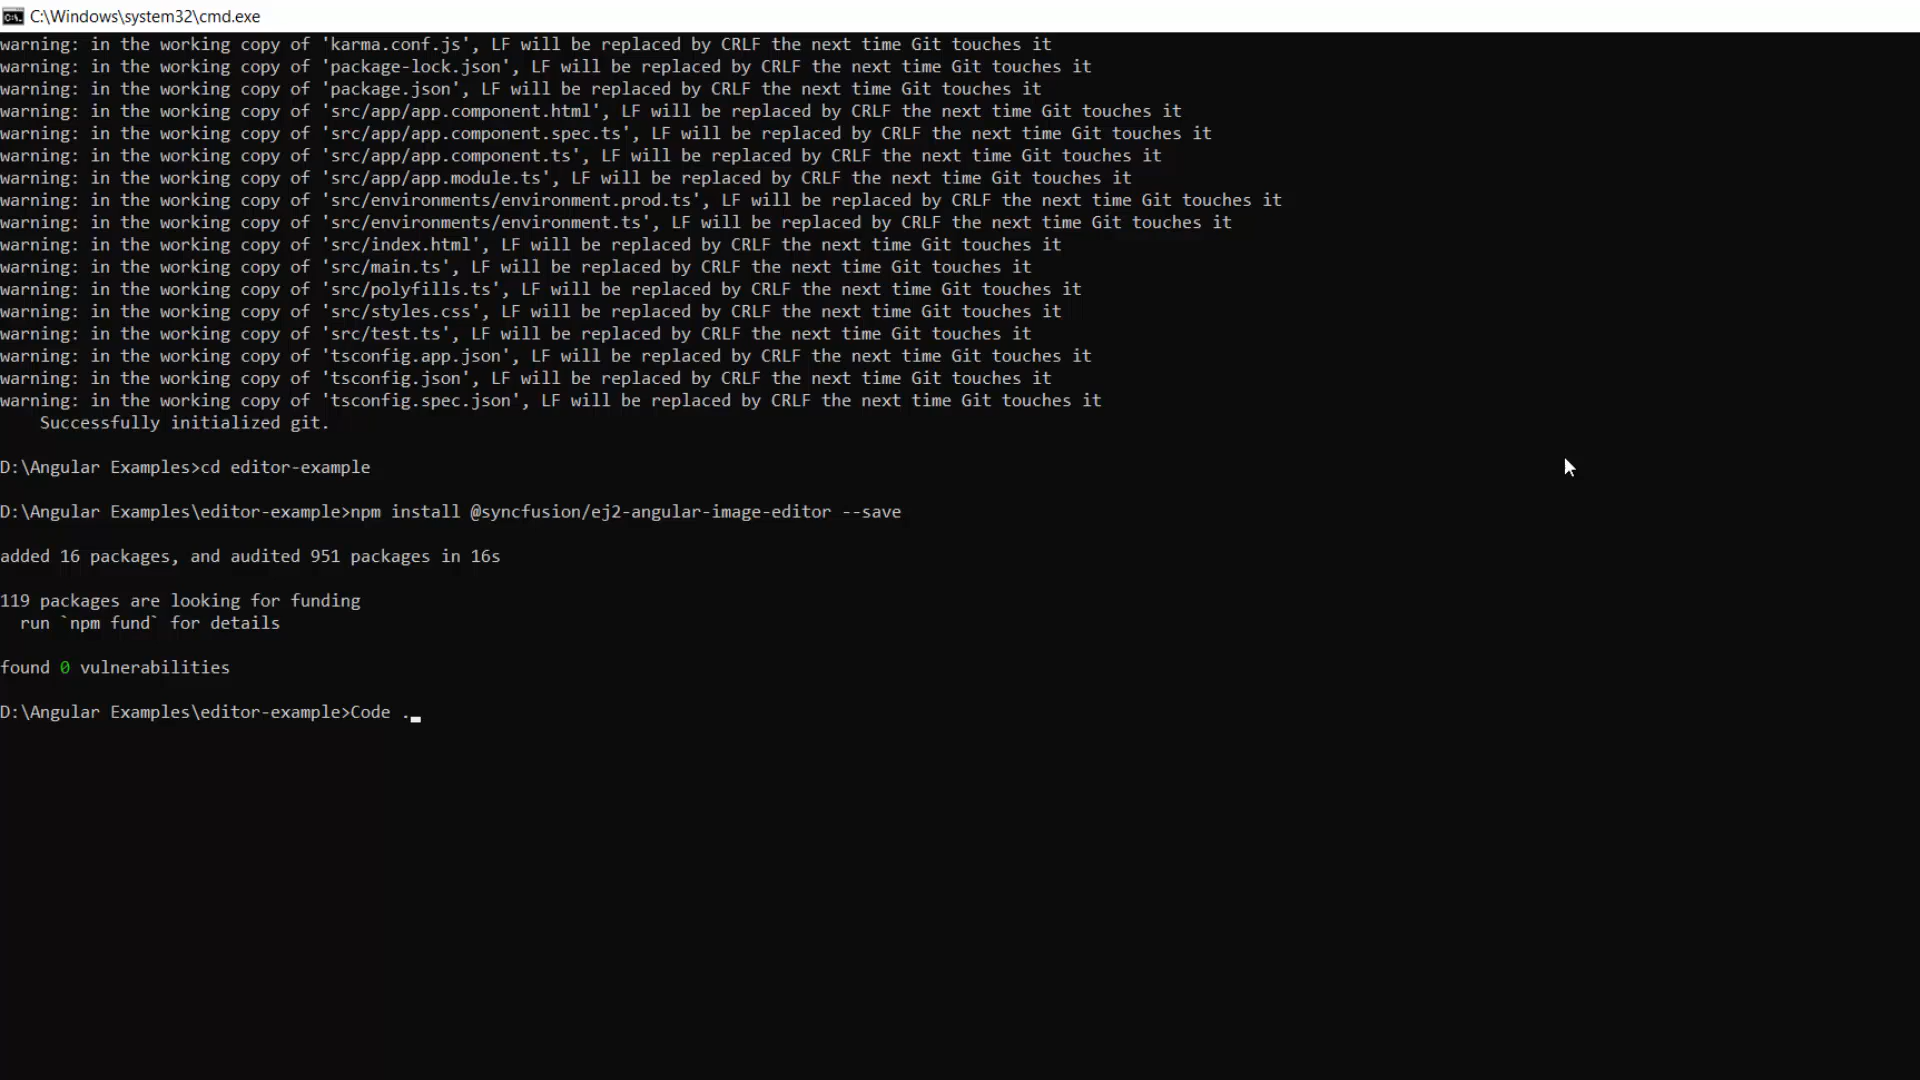 C:\Windows\system32\cmd.exe
warning: in the working copy of 'karma.conf.js', LF will be replaced by CRLF the next time Git touches it
warning: in the working copy of 'package-lock.json', LF will be replaced by CRLF the next time Git touches it
warning: in the working copy of 'package.json', LF will be replaced by CRLF the next time Git touches it
warning: in the working copy of 'src/app/app.component.html', LF will be replaced by CRLF the next time Git touches it
warning: in the working copy of 'src/app/app.component.spec.ts', LF will be replaced by CRLF the next time Git touches it
warning: in the working copy of 'src/app/app.component.ts', LF will be replaced by CRLF the next time Git touches it
warning: in the working copy of 'src/app/app.module.ts', LF will be replaced by CRLF the next time Git touches it
warning: in the working copy of 'src/environments/environment.prod.ts', LF will be replaced by CRLF the next time Git touches it
warning: in the working copy of 'src/environments/environment.ts', LF will be replaced by CRLF the next time Git touches it
warning: in the working copy of 'src/index.html', LF will be replaced by CRLF the next time Git touches it
warning: in the working copy of 'src/main.ts', LF will be replaced by CRLF the next time Git touches it
warning: in the working copy of 'src/polyfills.ts', LF will be replaced by CRLF the next time Git touches it
warning: in the working copy of 'src/styles.css', LF will be replaced by CRLF the next time Git touches it
warning: in the working copy of 'src/test.ts', LF will be replaced by CRLF the next time Git touches it
warning: in the working copy of 'tsconfig.app.json', LF will be replaced by CRLF the next time Git touches it
warning: in the working copy of 'tsconfig.json', LF will be replaced by CRLF the next time Git touches it
warning: in the working copy of 'tsconfig.spec.json', LF will be replaced by CRLF the next time Git touches it
Successfully initialized git.
D:\Angular Examples>cd editor-example
D:\Angular Examples\editor-example>npm install @syncfusion/ej2-angular-image-editor --save
added 16 packages, and audited 951 packages in 16s
119 packages are looking for funding
run `npm fund` for details
found 0 vulnerabilities
D:\Angular Examples\editor-example>Code .